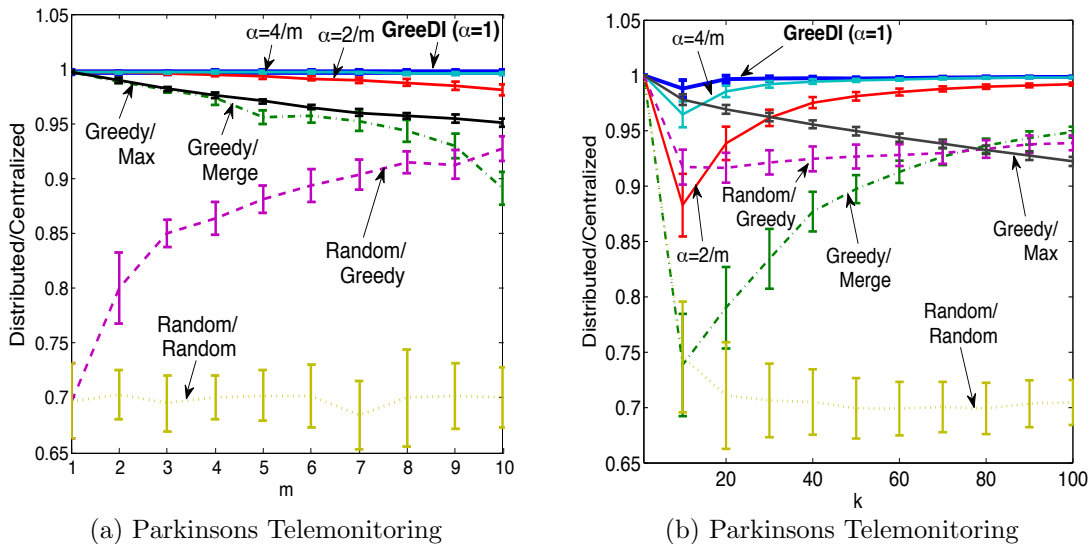 1.05
α=4/m
α=2/m
GreeDI (α=1)
1
Greedy/
Max
0.95
Greedy/
Merge
0.9
0.85
Random/
Greedy
0.8
0.75
Random/
Random
0.7
0.65
Distributed/Centralized
1 2 3 4 5 6 7 8 9 10
m
(a) Parkinsons Telemonitoring
1.05
α=4/m
GreeDI (α=1)
1
0.95
0.9
Random/
Greedy
0.85
α=2/m
Greedy/
Merge
Greedy/
Max
0.8
0.75
Random/
Random
0.7
0.65
Distributed/Centralized
20 40 60 80 100
k
(b) Parkinsons Telemonitoring